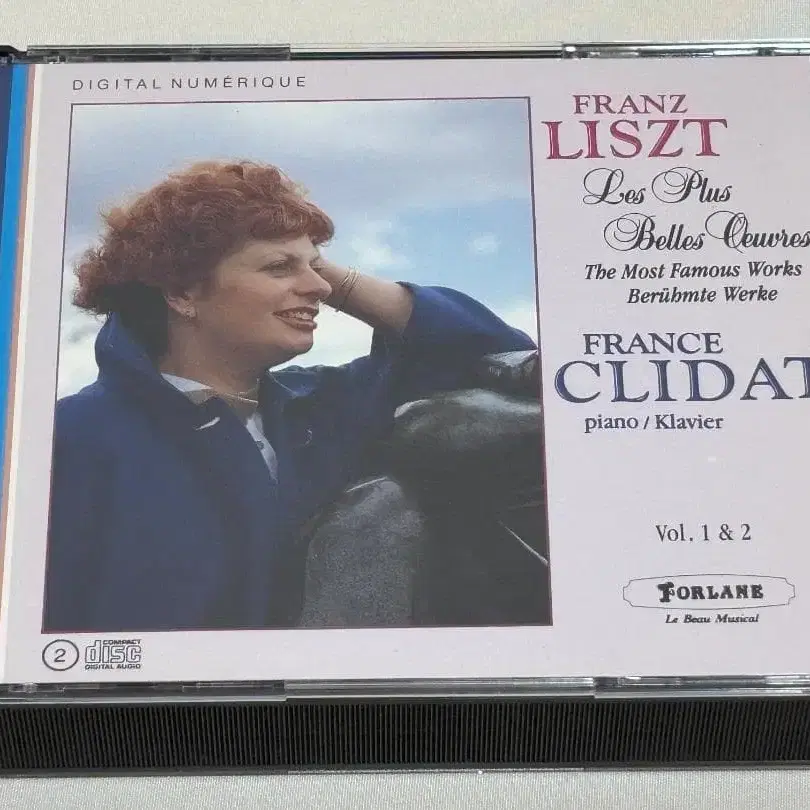 DIGITAL NUMÉRIQUE
FRANZ
LISZT
Les Plus
Belles Oeuvres
The Most Famous Works
Berühmte Werke
FRANCE
CLIDAT
piano / Klavier
Vol. 1 & 2
FORLANE
Le Beau Musical
2
COMPACT
disc
DIGITAL AUDIO